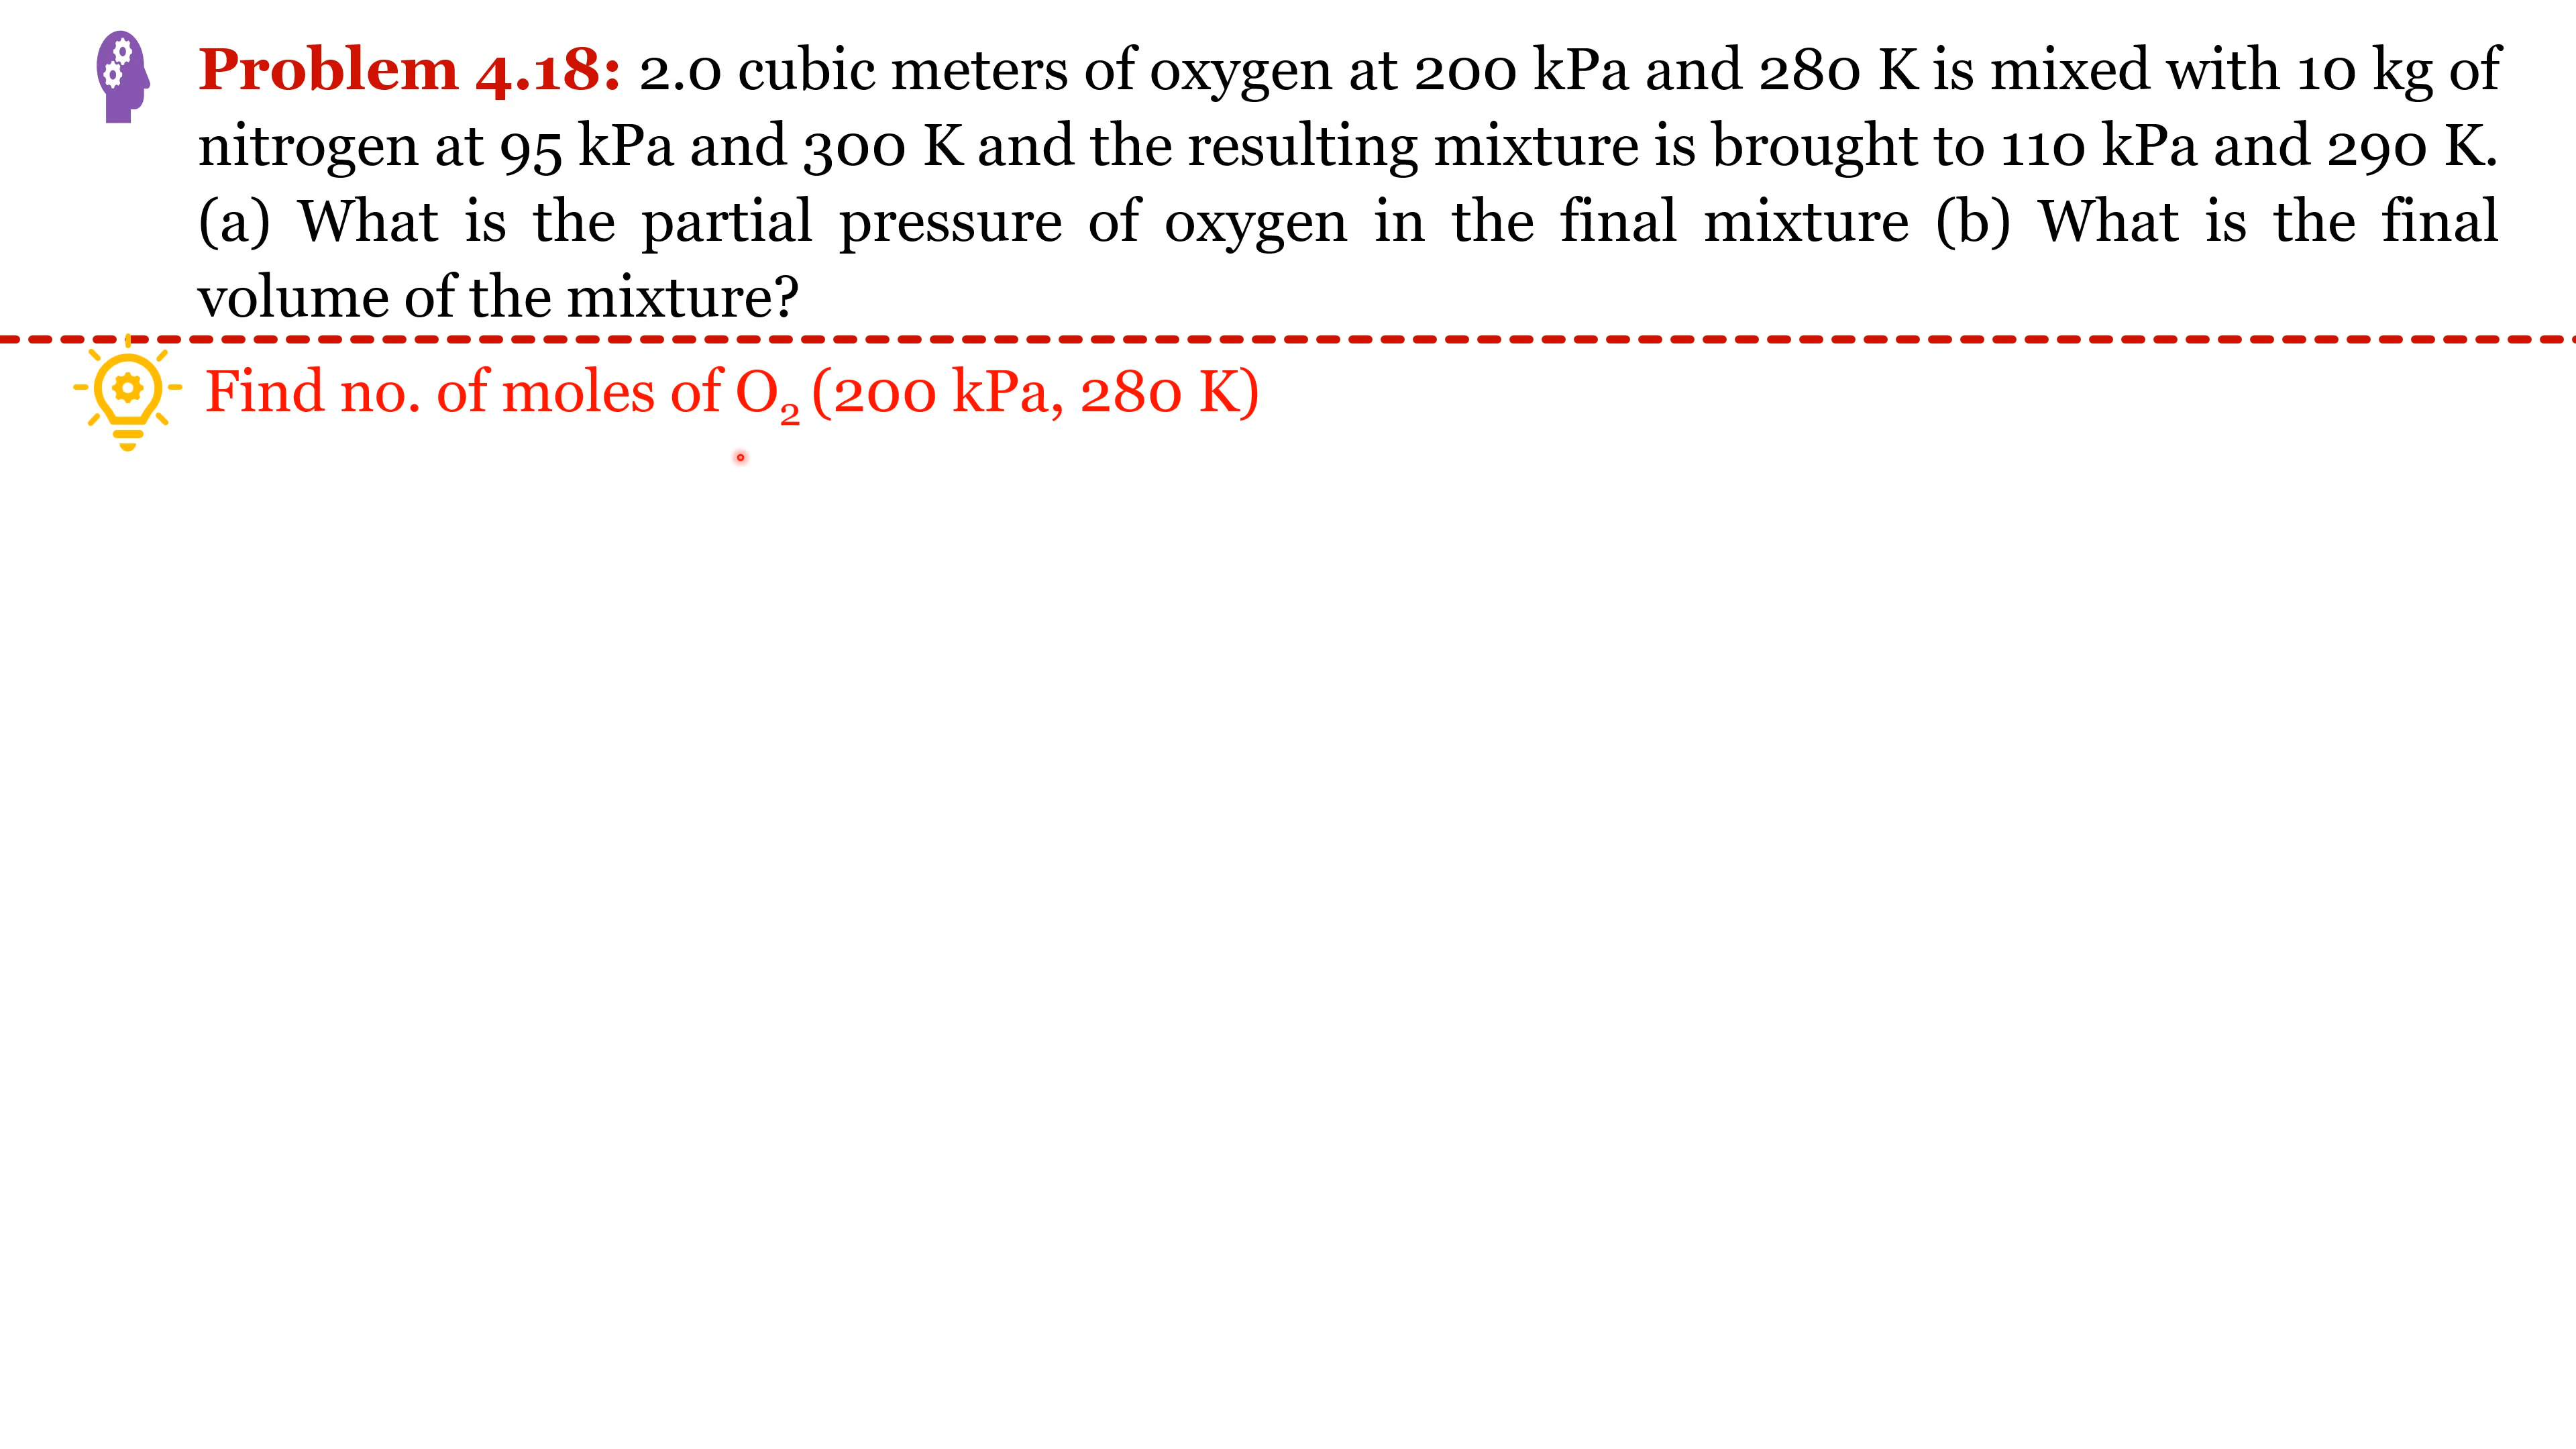 Problem 4.18: 2.0 cubic meters of oxygen at 200 kPa and 280 K is mixed with 10 kg of
nitrogen at 95 kPa and 300 K and the resulting mixture is brought to 110 kPa and 290 K.
(a) What is the partial pressure of oxygen in the final mixture (b) What is the final
volume of the mixture?
Find no. of moles of O₂ (200 kPa, 280 K)